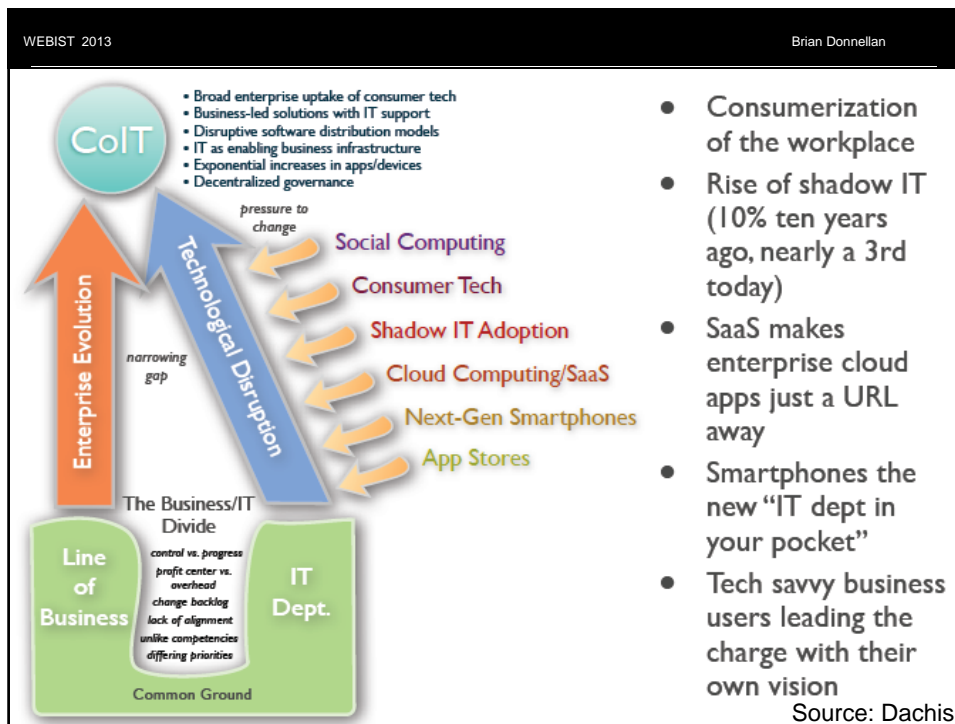 WEBIST 2013
Brian Donnellan
CoIT
• Broad enterprise uptake of consumer tech
• Business-led solutions with IT support
• Disruptive software distribution models
• IT as enabling business infrastructure
• Exponential increases in apps/devices
• Decentralized governance
pressure to
change
Enterprise Evolution
narrowing
gap
Technological Disruption
Social Computing
Consumer Tech
Shadow IT Adoption
Cloud Computing/SaaS
Next-Gen Smartphones
App Stores
The Business/IT
Divide
control vs. progress
profit center vs.
overhead
change backlog
lack of alignment
unlike competencies
differing priorities
Line
of
Business
IT
Dept.
Common Ground
• Consumerization
of the workplace
• Rise of shadow IT
(10% ten years
ago, nearly a 3rd
today)
• SaaS makes
enterprise cloud
apps just a URL
away
• Smartphones the
new “IT dept in
your pocket”
• Tech savvy business
users leading the
charge with their
own vision
Source: Dachis